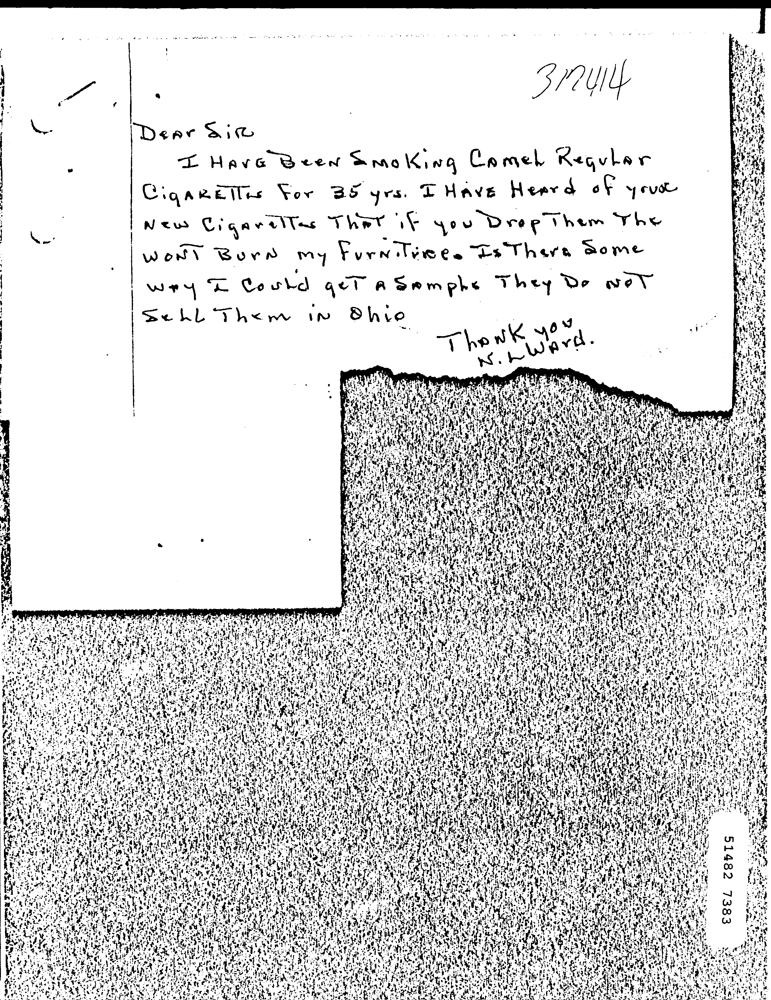 317414
Dear Sir
I Have Been Smoking Camel Regular
Cigarettes For 35 yrs. I Have Heard of your
New Cigarettes That if you Drop Them The
WONT Burn my Furniture. Is There Some
Way I Could get A Sample They Do NOT
Sell Them in Ohio
Thank you
N. L Ward.
51482 7383